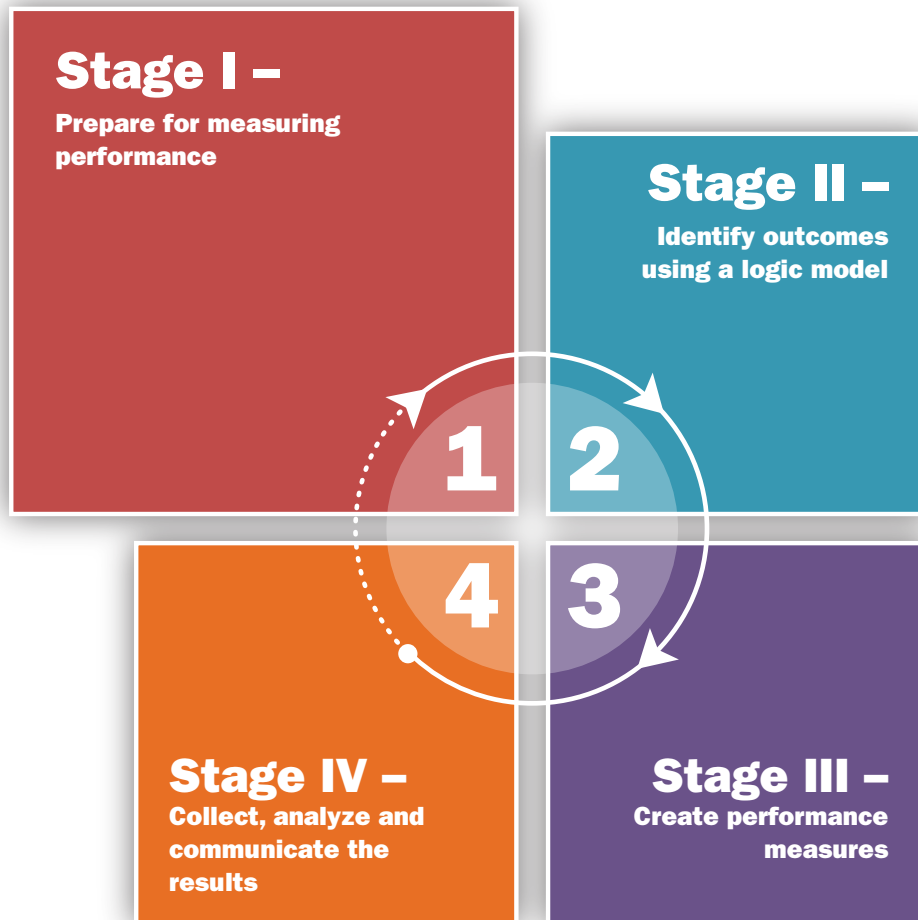 Stage I –
Prepare for measuring
performance
Stage II –
Identify outcomes
using a logic model
1
2
4
3
Stage IV –
Collect, analyze and
communicate the
results
Stage III –
Create performance
measures